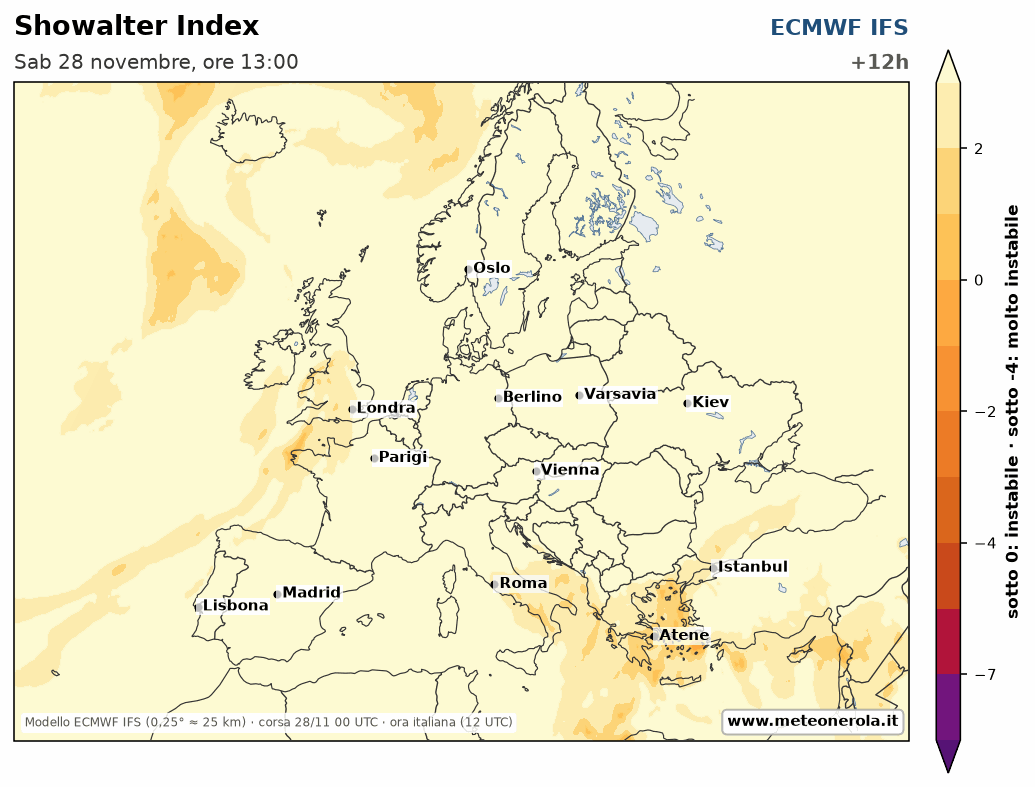 Showalter Index
ECMWF IFS
Sab 28 novembre, ore 13:00
+12h
Oslo
Berlino
Varsavia
Kiev
Londra
Parigi
Vienna
Istanbul
Roma
Madrid
Lisbona
Atene
2
0
−2
−4
−7
sotto 0: instabile · sotto -4: molto instabile
Modello ECMWF IFS (0,25° ≈ 25 km) · corsa 28/11 00 UTC · ora italiana (12 UTC)
www.meteonerola.it